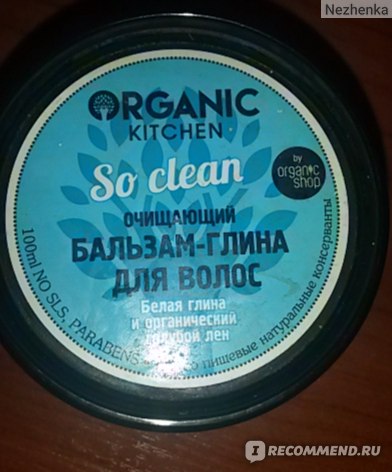 Nezhenka
ORGANIC
KITCHEN
So clean
by
organic
shop
ОЧИЩАЮЩИЙ
БАЛЬЗАМ-ГЛИНА
ДЛЯ ВОЛОС
Белая глина
и органический
голубой лен
100ml NO SLS, PARABENS
пищевые натуральные консерванты
IRECOMMEND.RU